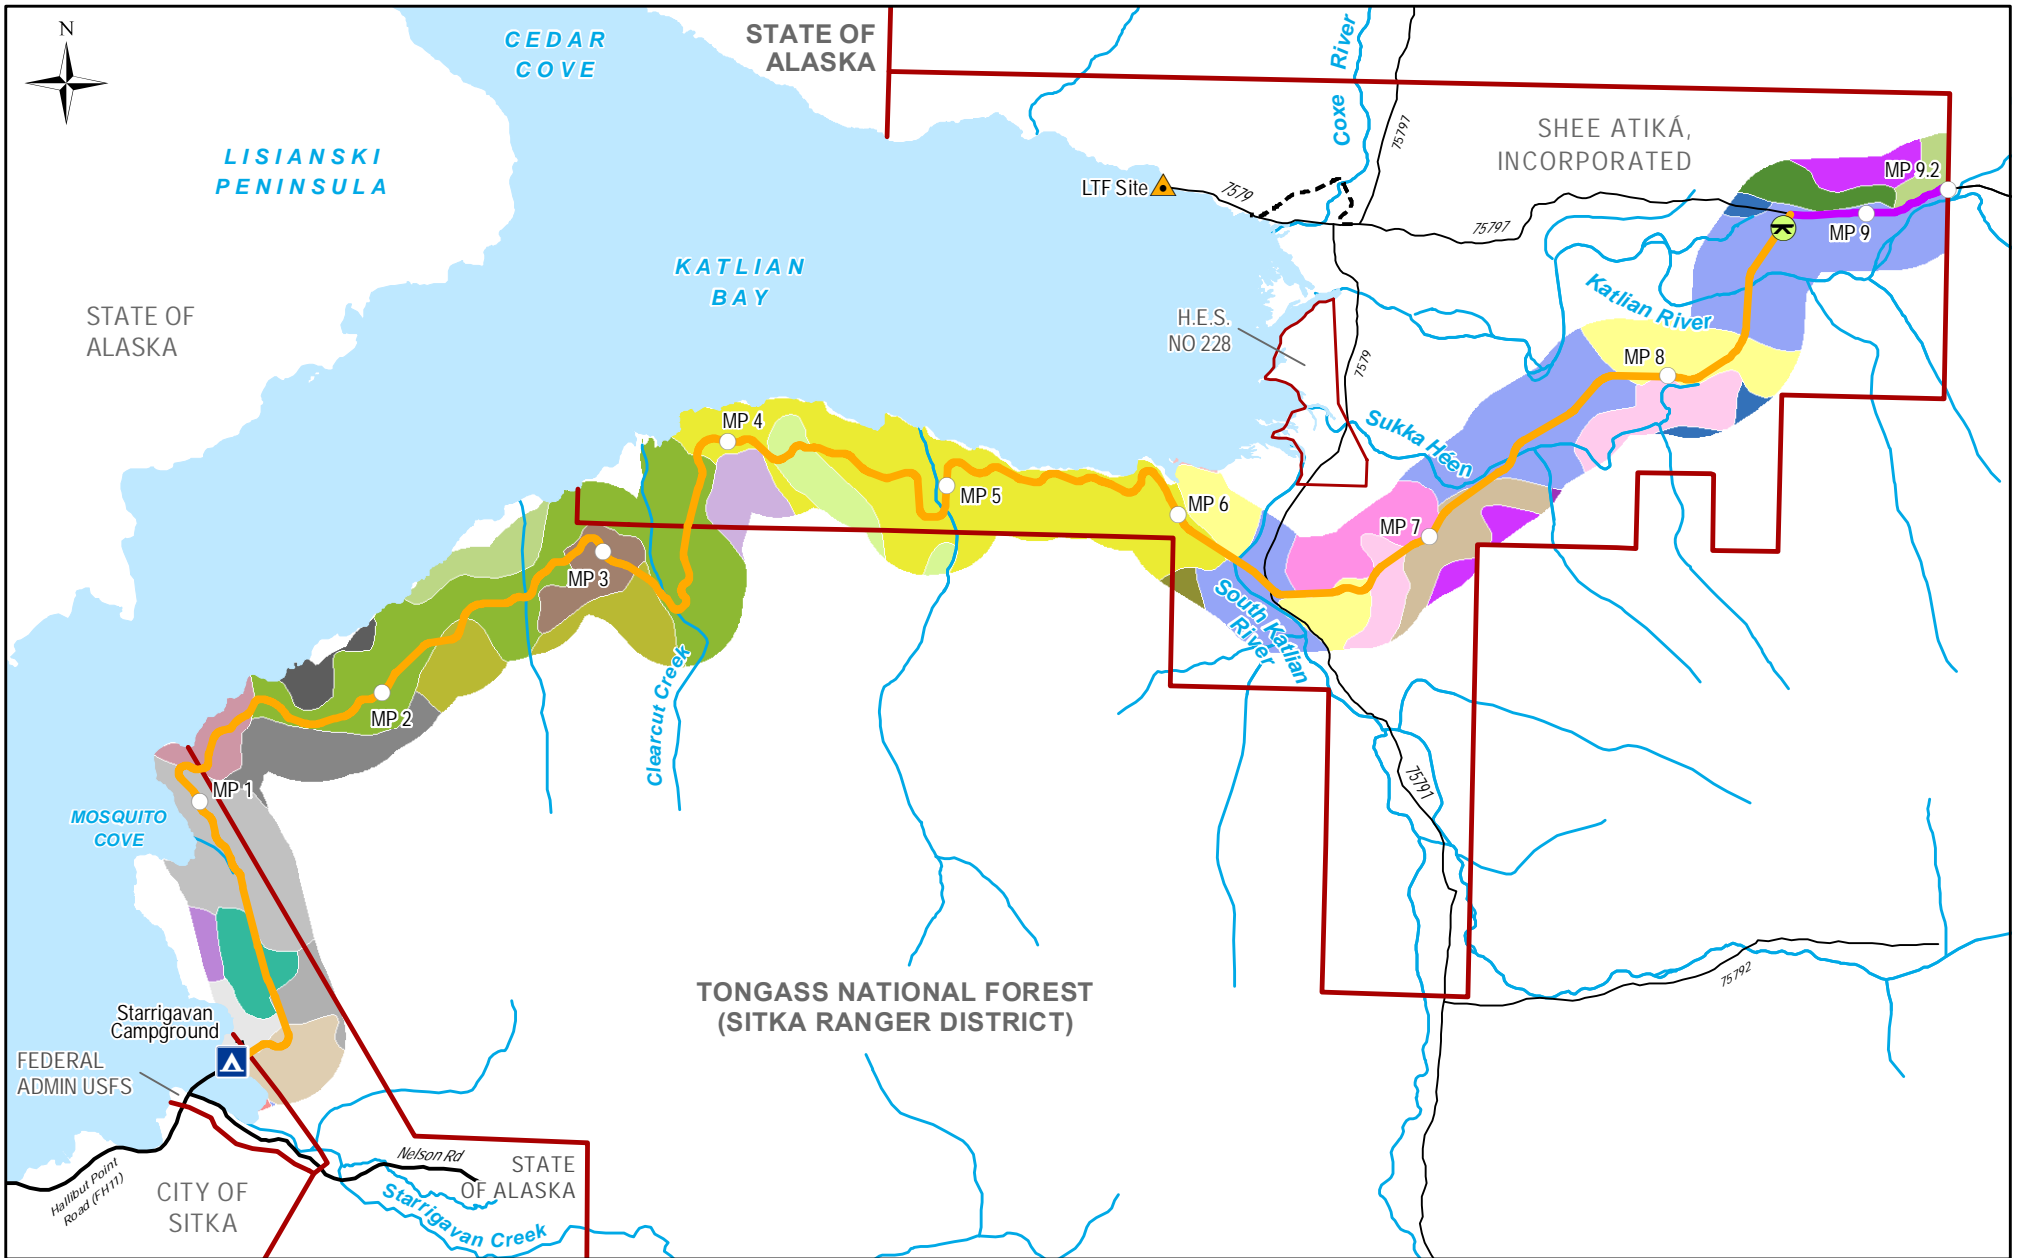 N
CEDAR
COVE
STATE OF
ALASKA
Coxe River
75797
SHEE ATIKÁ,
INCORPORATED
LISIANSKI
PENINSULA
LTF Site
7579
75797
MP 9.2
MP 9
KATLIAN
BAY
Katlian River
STATE OF
ALASKA
H.E.S.
NO 228
7579
MP 8
MP 4
Sukka Héen
MP 5
MP 6
MP 7
MP 3
South Katlian
River
Clearcut Creek
MP 2
MP 1
75791
MOSQUITO
COVE
75792
TONGASS NATIONAL FOREST
(SITKA RANGER DISTRICT)
Starrigavan
Campground
FEDERAL
ADMIN USFS
Nelson Rd
STATE
OF ALASKA
Halibut Point
Road (FH11)
CITY OF
SITKA
Starrigavan Creek